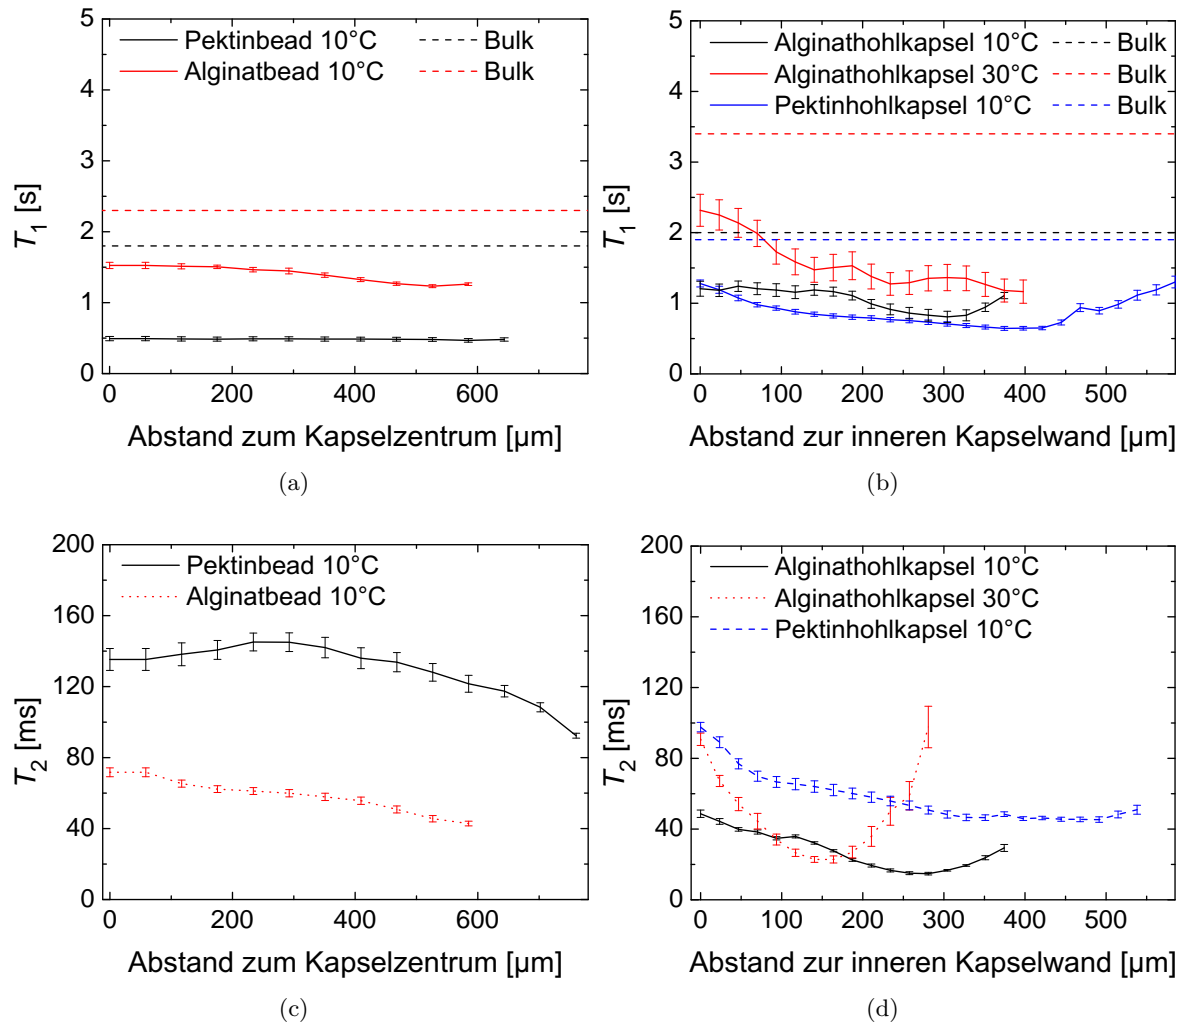 5
4
3
2
1
0
T1 [s]
Pektinbead 10°C
Bulk
Alginatbead 10°C
Bulk
0
200
400
600
Abstand zum Kapselzentrum [µm]
(a)
5
4
3
2
1
0
T1 [s]
Alginathohlkapsel 10°C
Bulk
Alginathohlkapsel 30°C
Bulk
Pektinhohlkapsel 10°C
Bulk
0
100
200
300
400
500
Abstand zur inneren Kapselwand [µm]
(b)
200
160
120
80
40
0
T2 [ms]
Pektinbead 10°C
Alginatbead 10°C
0
200
400
600
Abstand zum Kapselzentrum [µm]
(c)
200
160
120
80
40
0
T2 [ms]
Alginathohlkapsel 10°C
Alginathohlkapsel 30°C
Pektinhohlkapsel 10°C
0
100
200
300
400
500
Abstand zur inneren Kapselwand [µm]
(d)